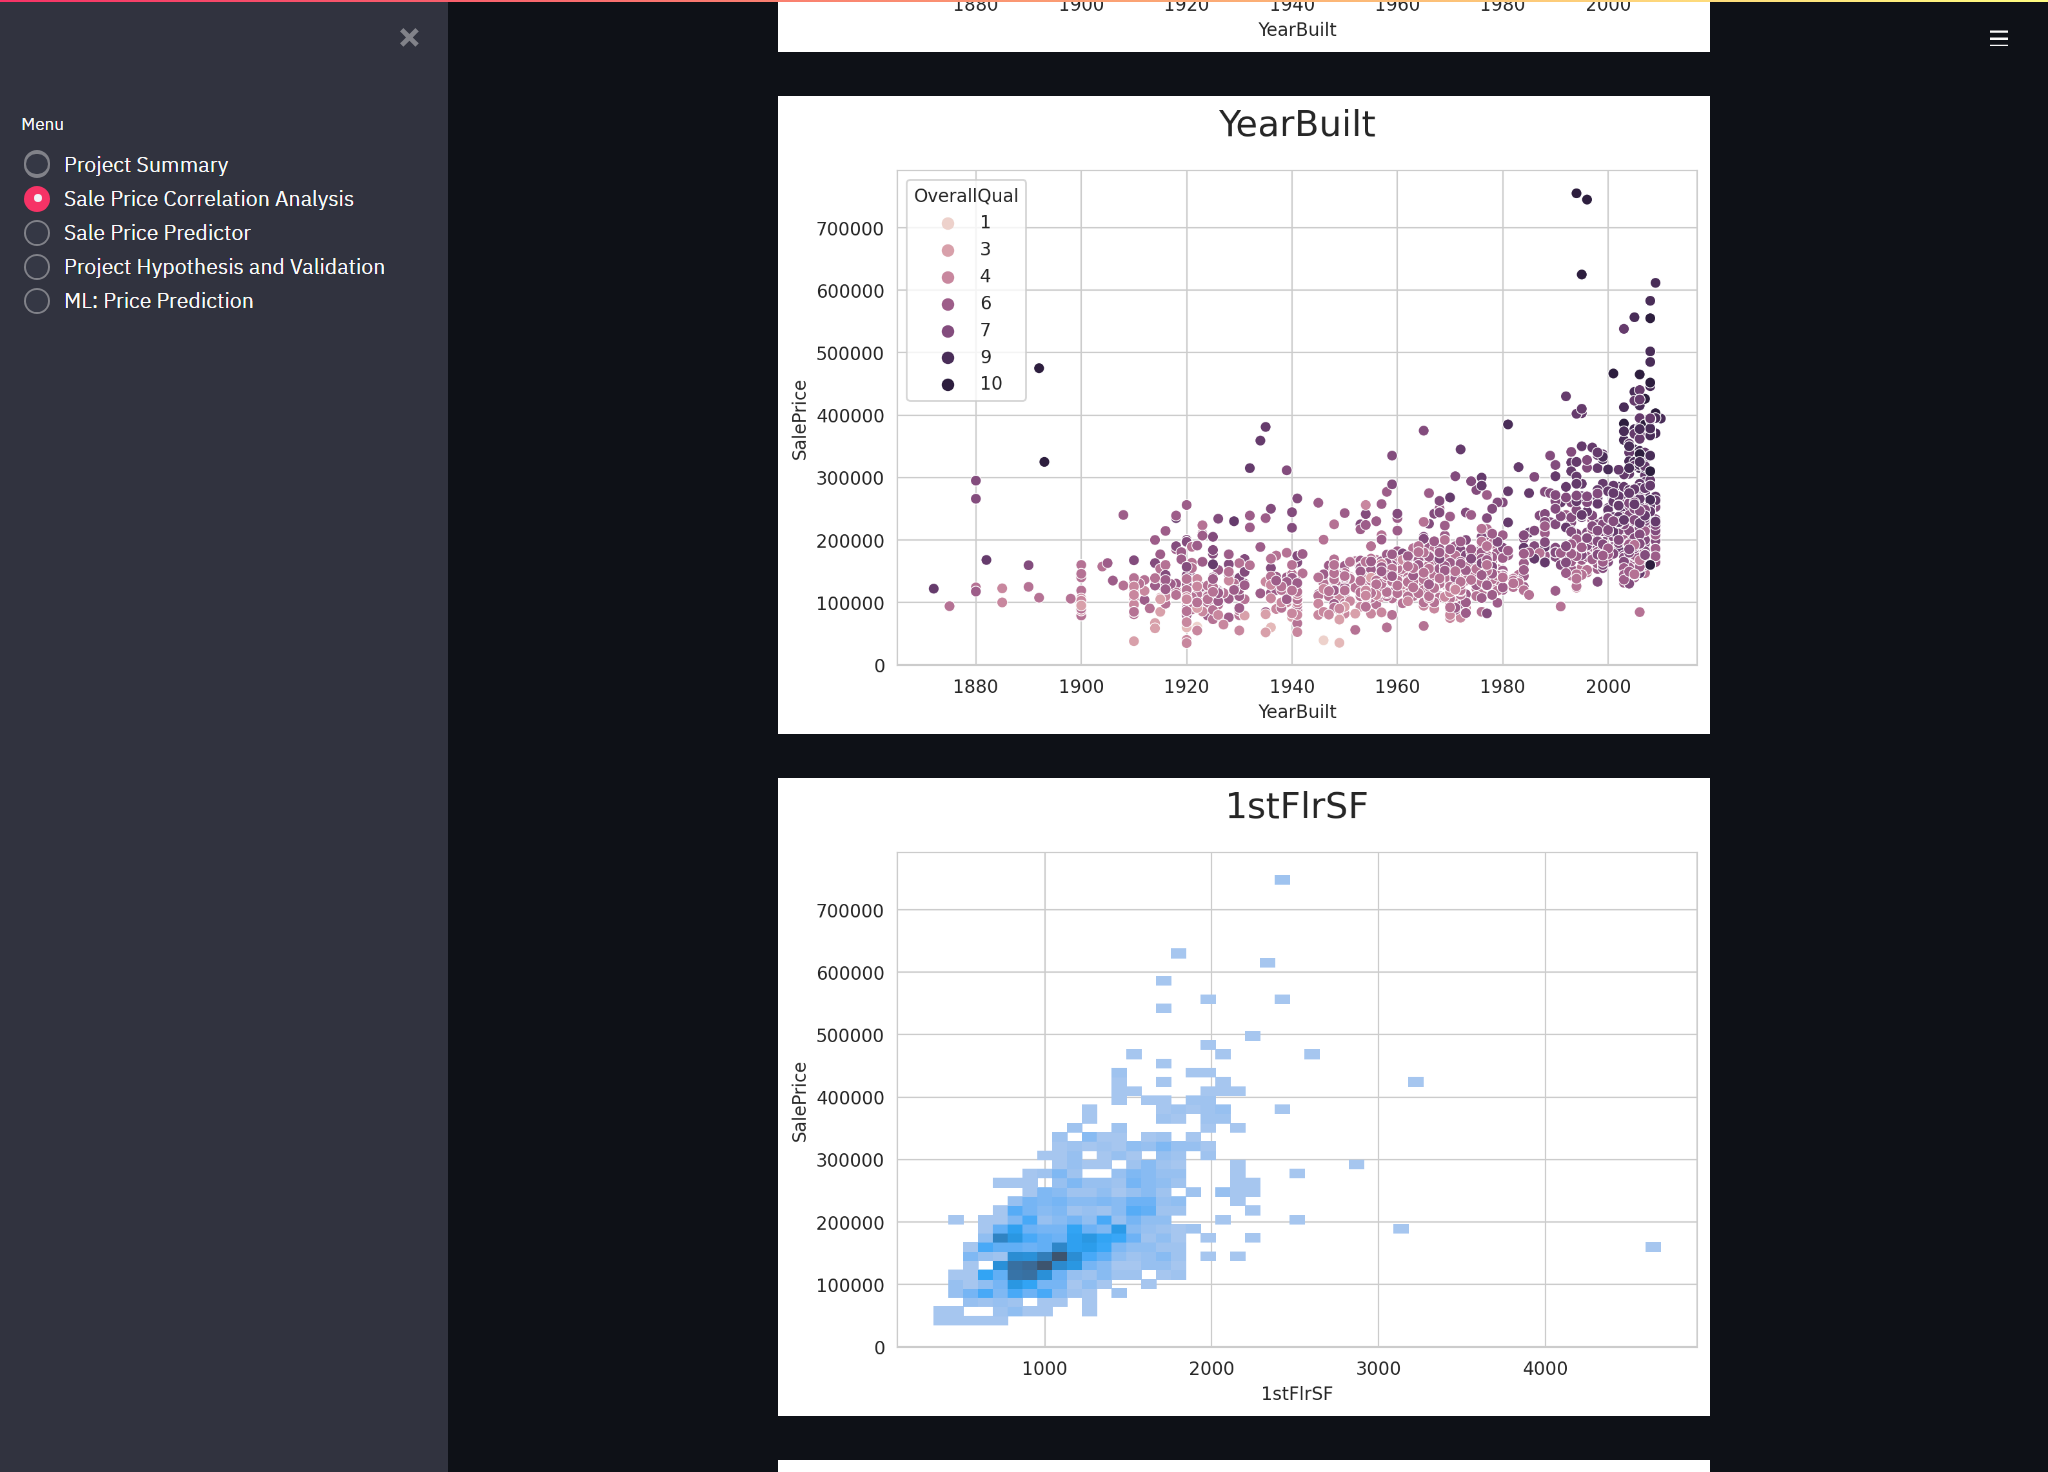 Menu
Project Summary
Sale Price Correlation Analysis
Sale Price Predictor
Project Hypothesis and Validation
ML: Price Prediction
1880 1900 1920 1940 1960 1980 2000
YearBuilt
YearBuilt
OverallQual
1
3
4
6
7
9
10
SalePrice
700000
600000
500000
400000
300000
200000
100000
0
1880 1900 1920 1940 1960 1980 2000
YearBuilt
1stFlrSF
SalePrice
700000
600000
500000
400000
300000
200000
100000
0
1000 2000 3000 4000
1stFlrSF